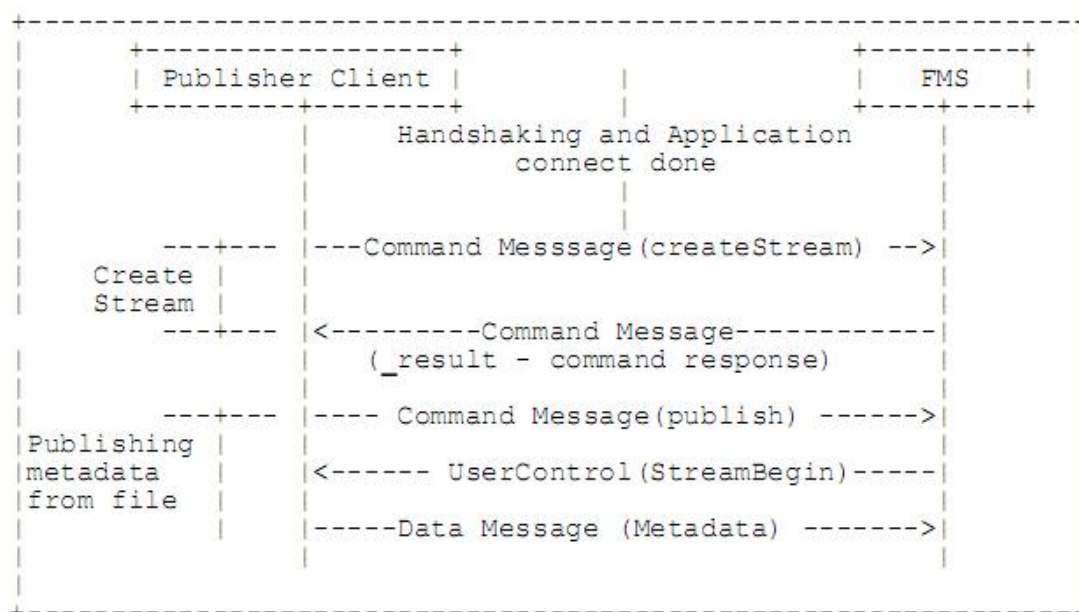 Publisher Client FMS
Handshaking and Application
connect done
---Command Messsage(createStream) -->
Create
Stream
<---------Command Message------------
(_result - command response)
---- Command Message(publish) ------>
Publishing
metadata <------ UserControl(StreamBegin)-----
from file
-----Data Message (Metadata) ------->